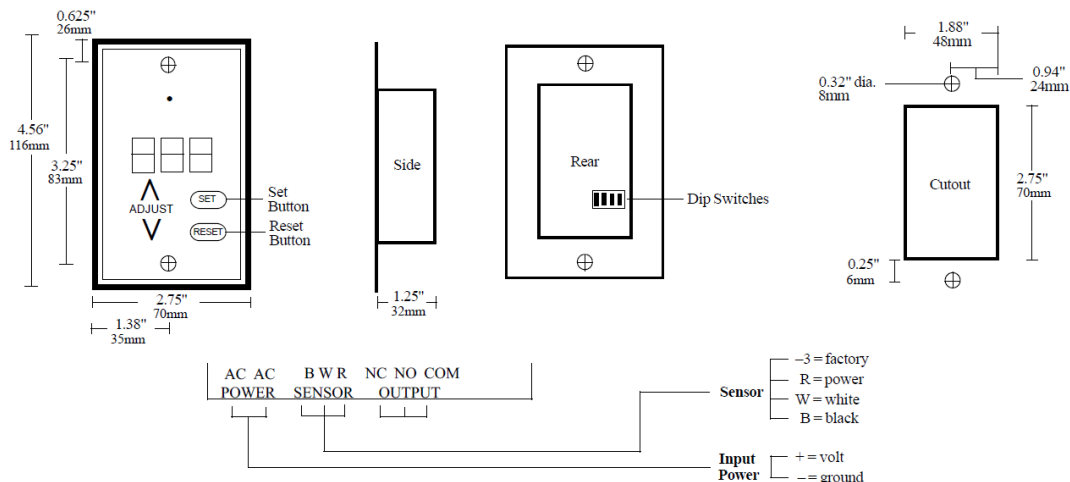 0.625"
26mm
4.56"
116mm
3.25"
83mm
ADJUST
SET
RESET
Set
Button
Reset
Button
2.75"
70mm
1.38"
35mm
Side
1.25"
32mm
Rear
Dip Switches
1.88"
48mm
0.32" dia.
8mm
0.94"
24mm
Cutout
2.75"
70mm
0.25"
6mm
AC AC
POWER
B W R
SENSOR
NC NO COM
OUTPUT
Sensor
–3 = factory
R = power
W = white
B = black
Input
Power
+ = volt
– = ground